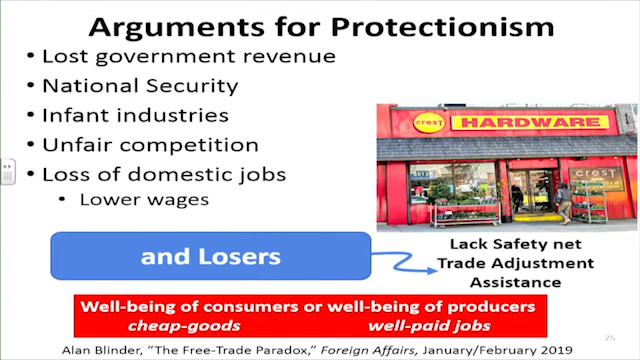 Arguments for Protectionism
• Lost government revenue
• National Security
• Infant industries
• Unfair competition
• Loss of domestic jobs
• Lower wages
cresT HARDWARE
cresT
and Losers
Lack Safety net
Trade Adjustment
Assistance
Well-being of consumers or well-being of producers
cheap-goods well-paid jobs
25
Alan Blinder, “The Free-Trade Paradox,” Foreign Affairs, January/February 2019